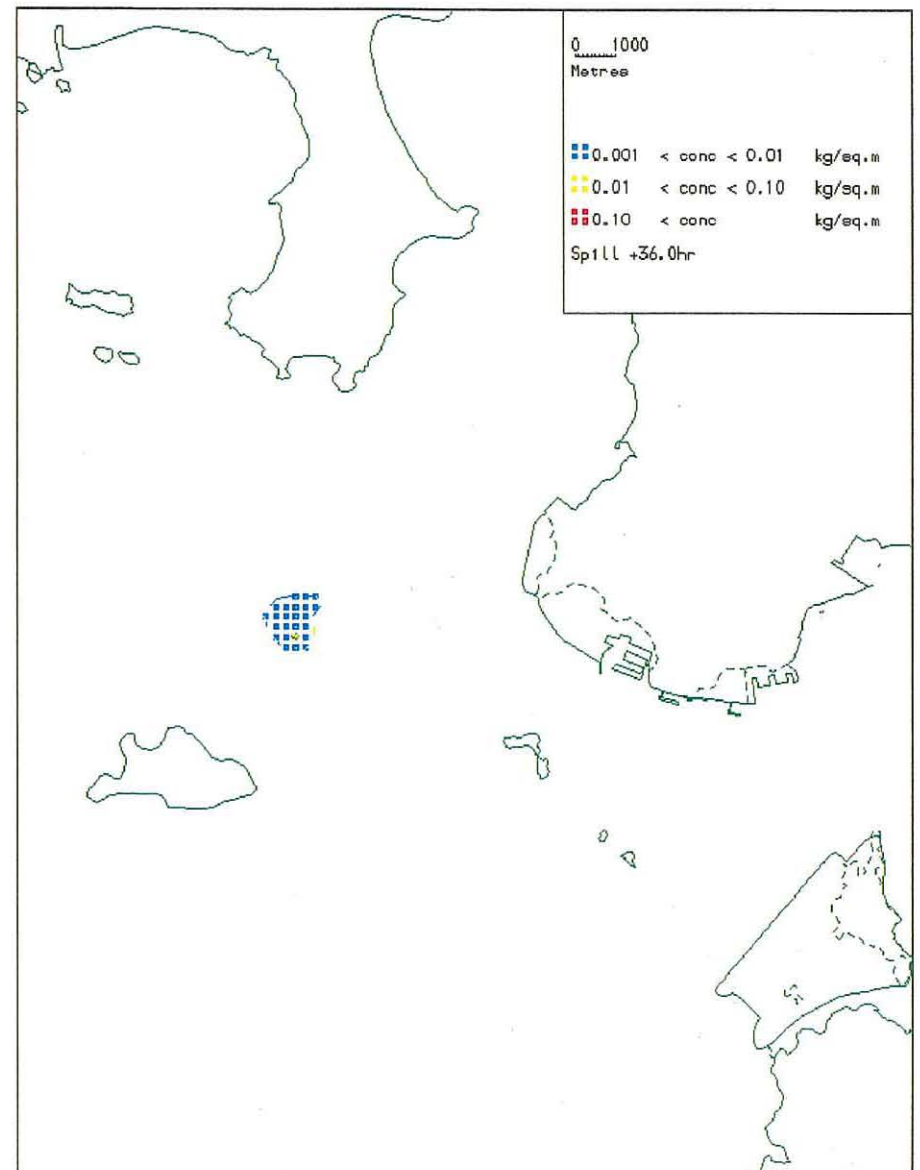 0 1000
Metres
0.001 < conc < 0.01 kg/sq.m
0.01 < conc < 0.10 kg/sq.m
0.10 < conc kg/sq.m
Spill +36.0hr